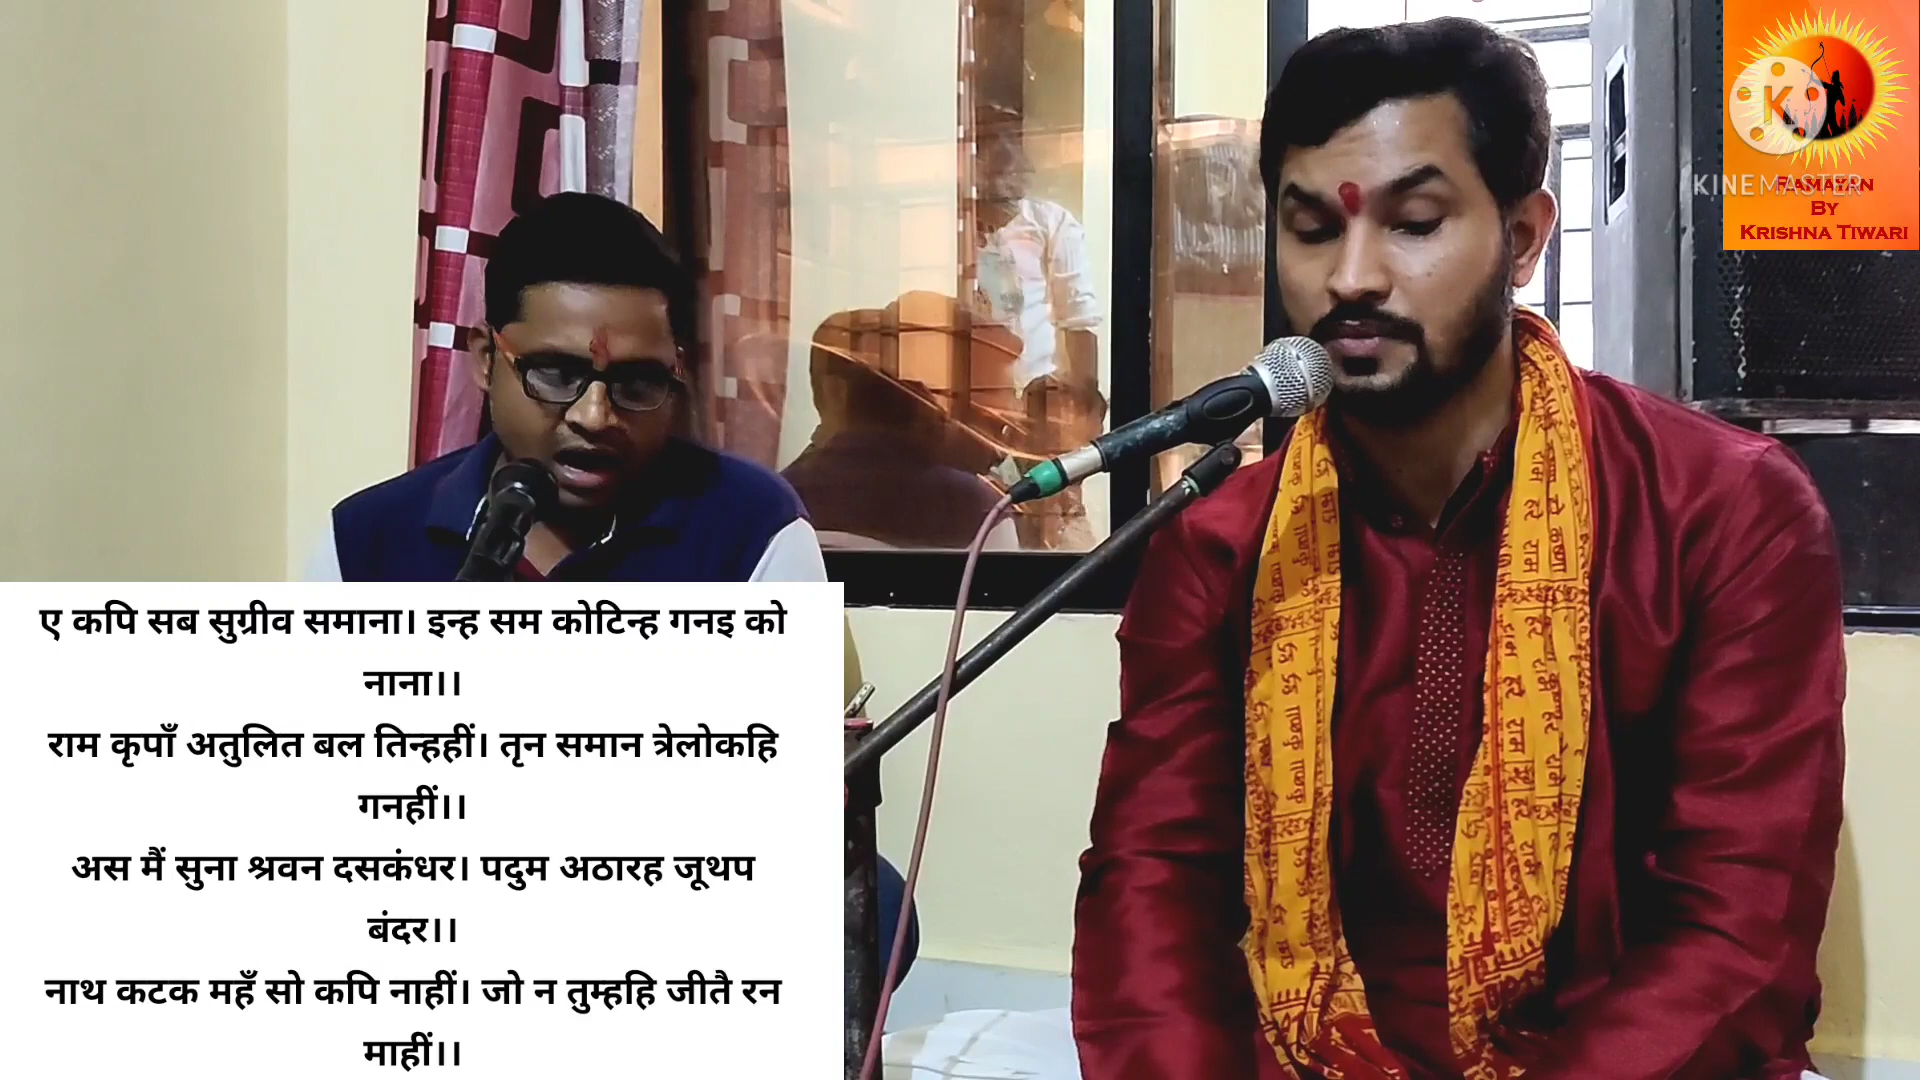 ए कपि सब सुग्रीव समाना। इन्ह सम कोटिन्ह गनइ को
नाना।।
राम कृपाँ अतुलित बल तिन्हहीं। तृन समान त्रेलोकहि
गनहीं।।
अस मैं सुना श्रवन दसकंधर। पदुम अठारह जूथप
बंदर।।
नाथ कटक महँ सो कपि नाहीं। जो न तुम्हहि जीतै रन
माहीं।।
K
KINEMASTER
RAMAYAN
BY
KRISHNA TIWARI